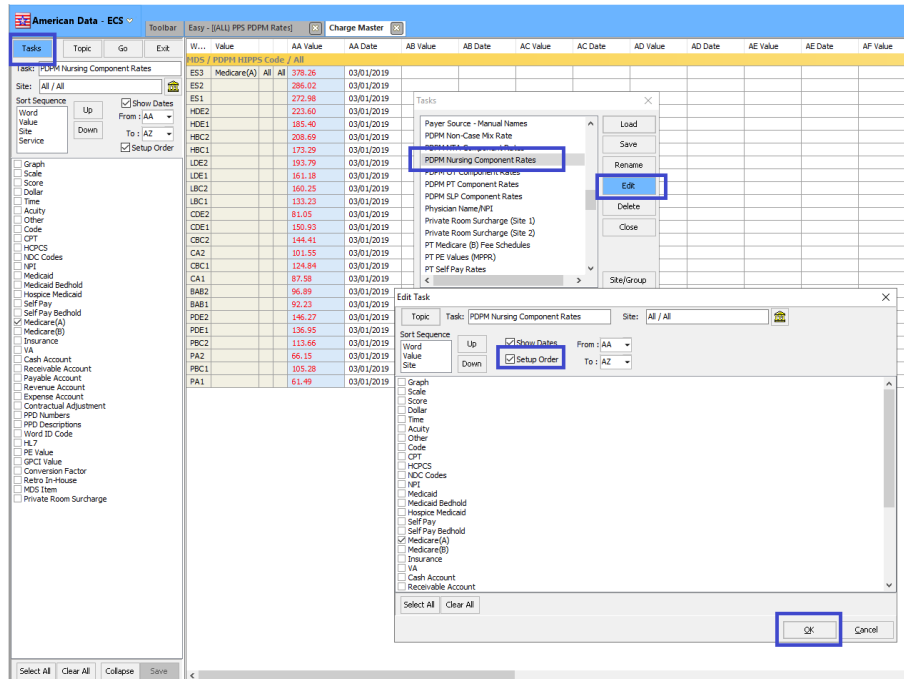 American Data - ECS
Toolbar
Easy - [(ALL) PPS PDPM Rates]
Charge Master
Tasks Topic Go Exit
Task: PDPM Nursing Component Rates
Site: All / All
Sort Sequence
Word
Value
Site
Service
Up
Down
Show Dates
From : AA
To : AZ
Setup Order
Graph
Scale
Score
Dollar
Time
Acuity
Other
Code
CPT
HCPCS
NDC Codes
NPI
Medicaid
Medicaid Bedhold
Hospice Medicaid
Self Pay
Self Pay Bedhold
Medicare(A)
Medicare(B)
Insurance
VA
Cash Account
Receivable Account
Payable Account
Revenue Account
Expense Account
Contractual Adjustment
PPD Numbers
PPD Descriptions
Word ID Code
HL7
PE Value
GPCI Value
Conversion Factor
Retro In-House
MDS Item
Private Room Surcharge
Select All Clear All Collapse Save
W... Value AA Value AA Date AB Value AB Date AC Value AC Date AD Value AD Date AE Value AE Date AF Value
MDS / PDPM HIPPS Code / All
ES3 Medicare(A) All All 378.26 03/01/2019
ES2 286.02 03/01/2019
ES1 272.98 03/01/2019
HDE2 223.60 03/01/2019
HDE1 185.40 03/01/2019
HBC2 208.69 03/01/2019
HBC1 173.29 03/01/2019
LDE2 193.79 03/01/2019
LDE1 161.18 03/01/2019
LBC2 160.25 03/01/2019
LBC1 133.23 03/01/2019
CDE2 81.05 03/01/2019
CDE1 150.93 03/01/2019
CBC2 144.41 03/01/2019
CA2 101.55 03/01/2019
CBC1 124.84 03/01/2019
CA1 87.58 03/01/2019
BAB2 96.89 03/01/2019
BAB1 92.23 03/01/2019
PDE2 146.27 03/01/2019
PDE1 136.95 03/01/2019
PBC2 113.66 03/01/2019
PA2 66.15 03/01/2019
PBC1 105.28 03/01/2019
PA1 61.49 03/01/2019
Tasks
Payer Source - Manual Names
PDPM Non-Case Mix Rate
PDPM NTA Component Rates
PDPM Nursing Component Rates
PDPM OT Component Rates
PDPM PT Component Rates
PDPM SLP Component Rates
Physician Name/NPI
Private Room Surcharge (Site 1)
Private Room Surcharge (Site 2)
PT Medicare (B) Fee Schedules
PT PE Values (MPPR)
PT Self Pay Rates
Load
Save
Rename
Edit
Delete
Close
Site/Group
Edit Task
Topic Task: PDPM Nursing Component Rates Site: All / All
Sort Sequence
Word
Value
Site
Up
Down
Show Dates
Setup Order
From : AA
To : AZ
Graph
Scale
Score
Dollar
Time
Acuity
Other
Code
CPT
HCPCS
NDC Codes
NPI
Medicaid
Medicaid Bedhold
Hospice Medicaid
Self Pay
Self Pay Bedhold
Medicare(A)
Medicare(B)
Insurance
VA
Cash Account
Receivable Account
Select All Clear All
OK Cancel